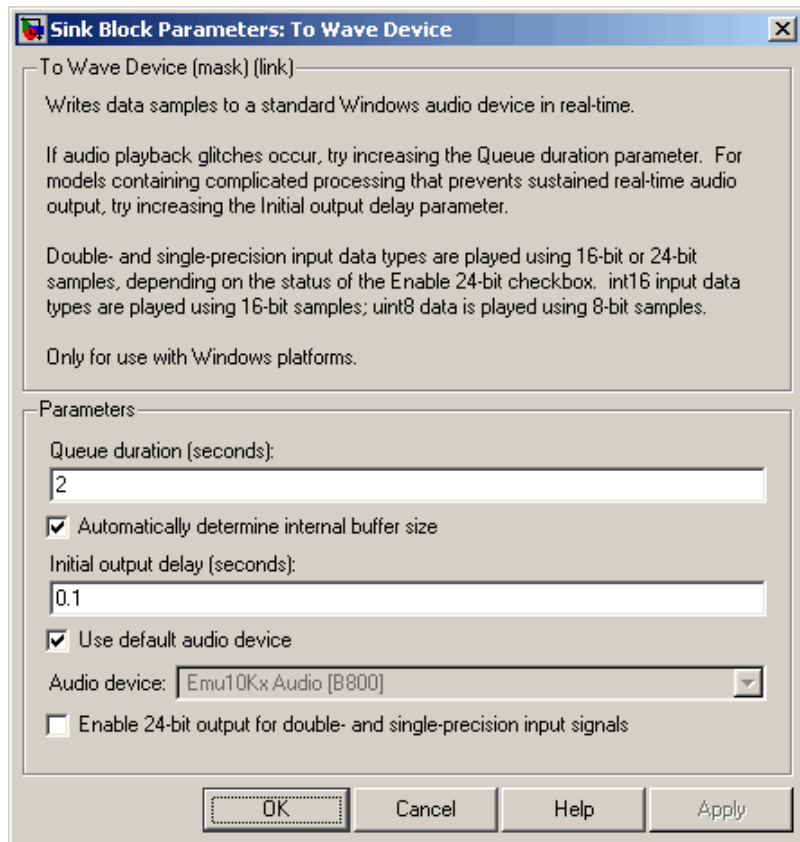 Sink Block Parameters: To Wave Device
To Wave Device (mask) (link)
Writes data samples to a standard Windows audio device in real-time.
If audio playback glitches occur, try increasing the Queue duration parameter.  For
models containing complicated processing that prevents sustained real-time audio
output, try increasing the Initial output delay parameter.
Double- and single-precision input data types are played using 16-bit or 24-bit
samples, depending on the status of the Enable 24-bit checkbox.  int16 input data
types are played using 16-bit samples; uint8 data is played using 8-bit samples.
Only for use with Windows platforms.
Parameters
Queue duration (seconds):
2
Automatically determine internal buffer size
Initial output delay (seconds):
0.1
Use default audio device
Audio device: Emu10Kx Audio [B800]
Enable 24-bit output for double- and single-precision input signals
OK Cancel Help Apply